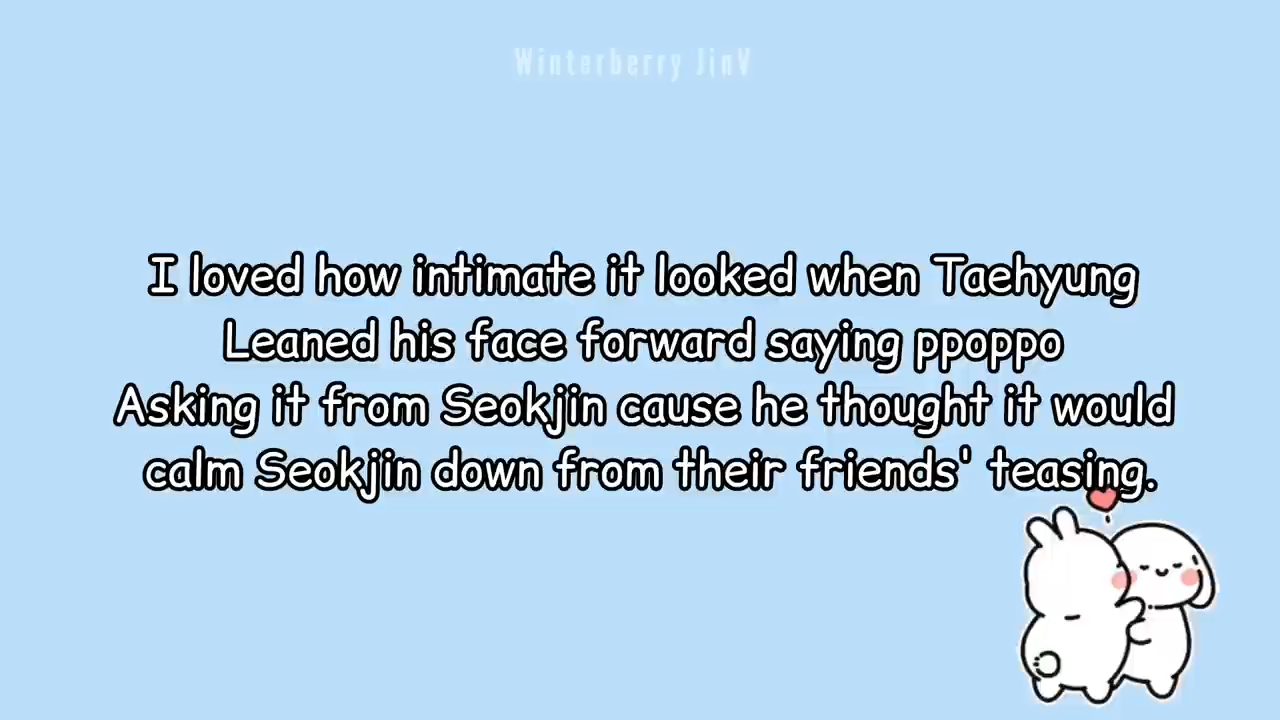 Winterberry JinV
I loved how intimate it looked when Taehyung
Leaned his face forward saying ppoppo
Asking it from Seokjin cause he thought it would
calm Seokjin down from their friends' teasing.